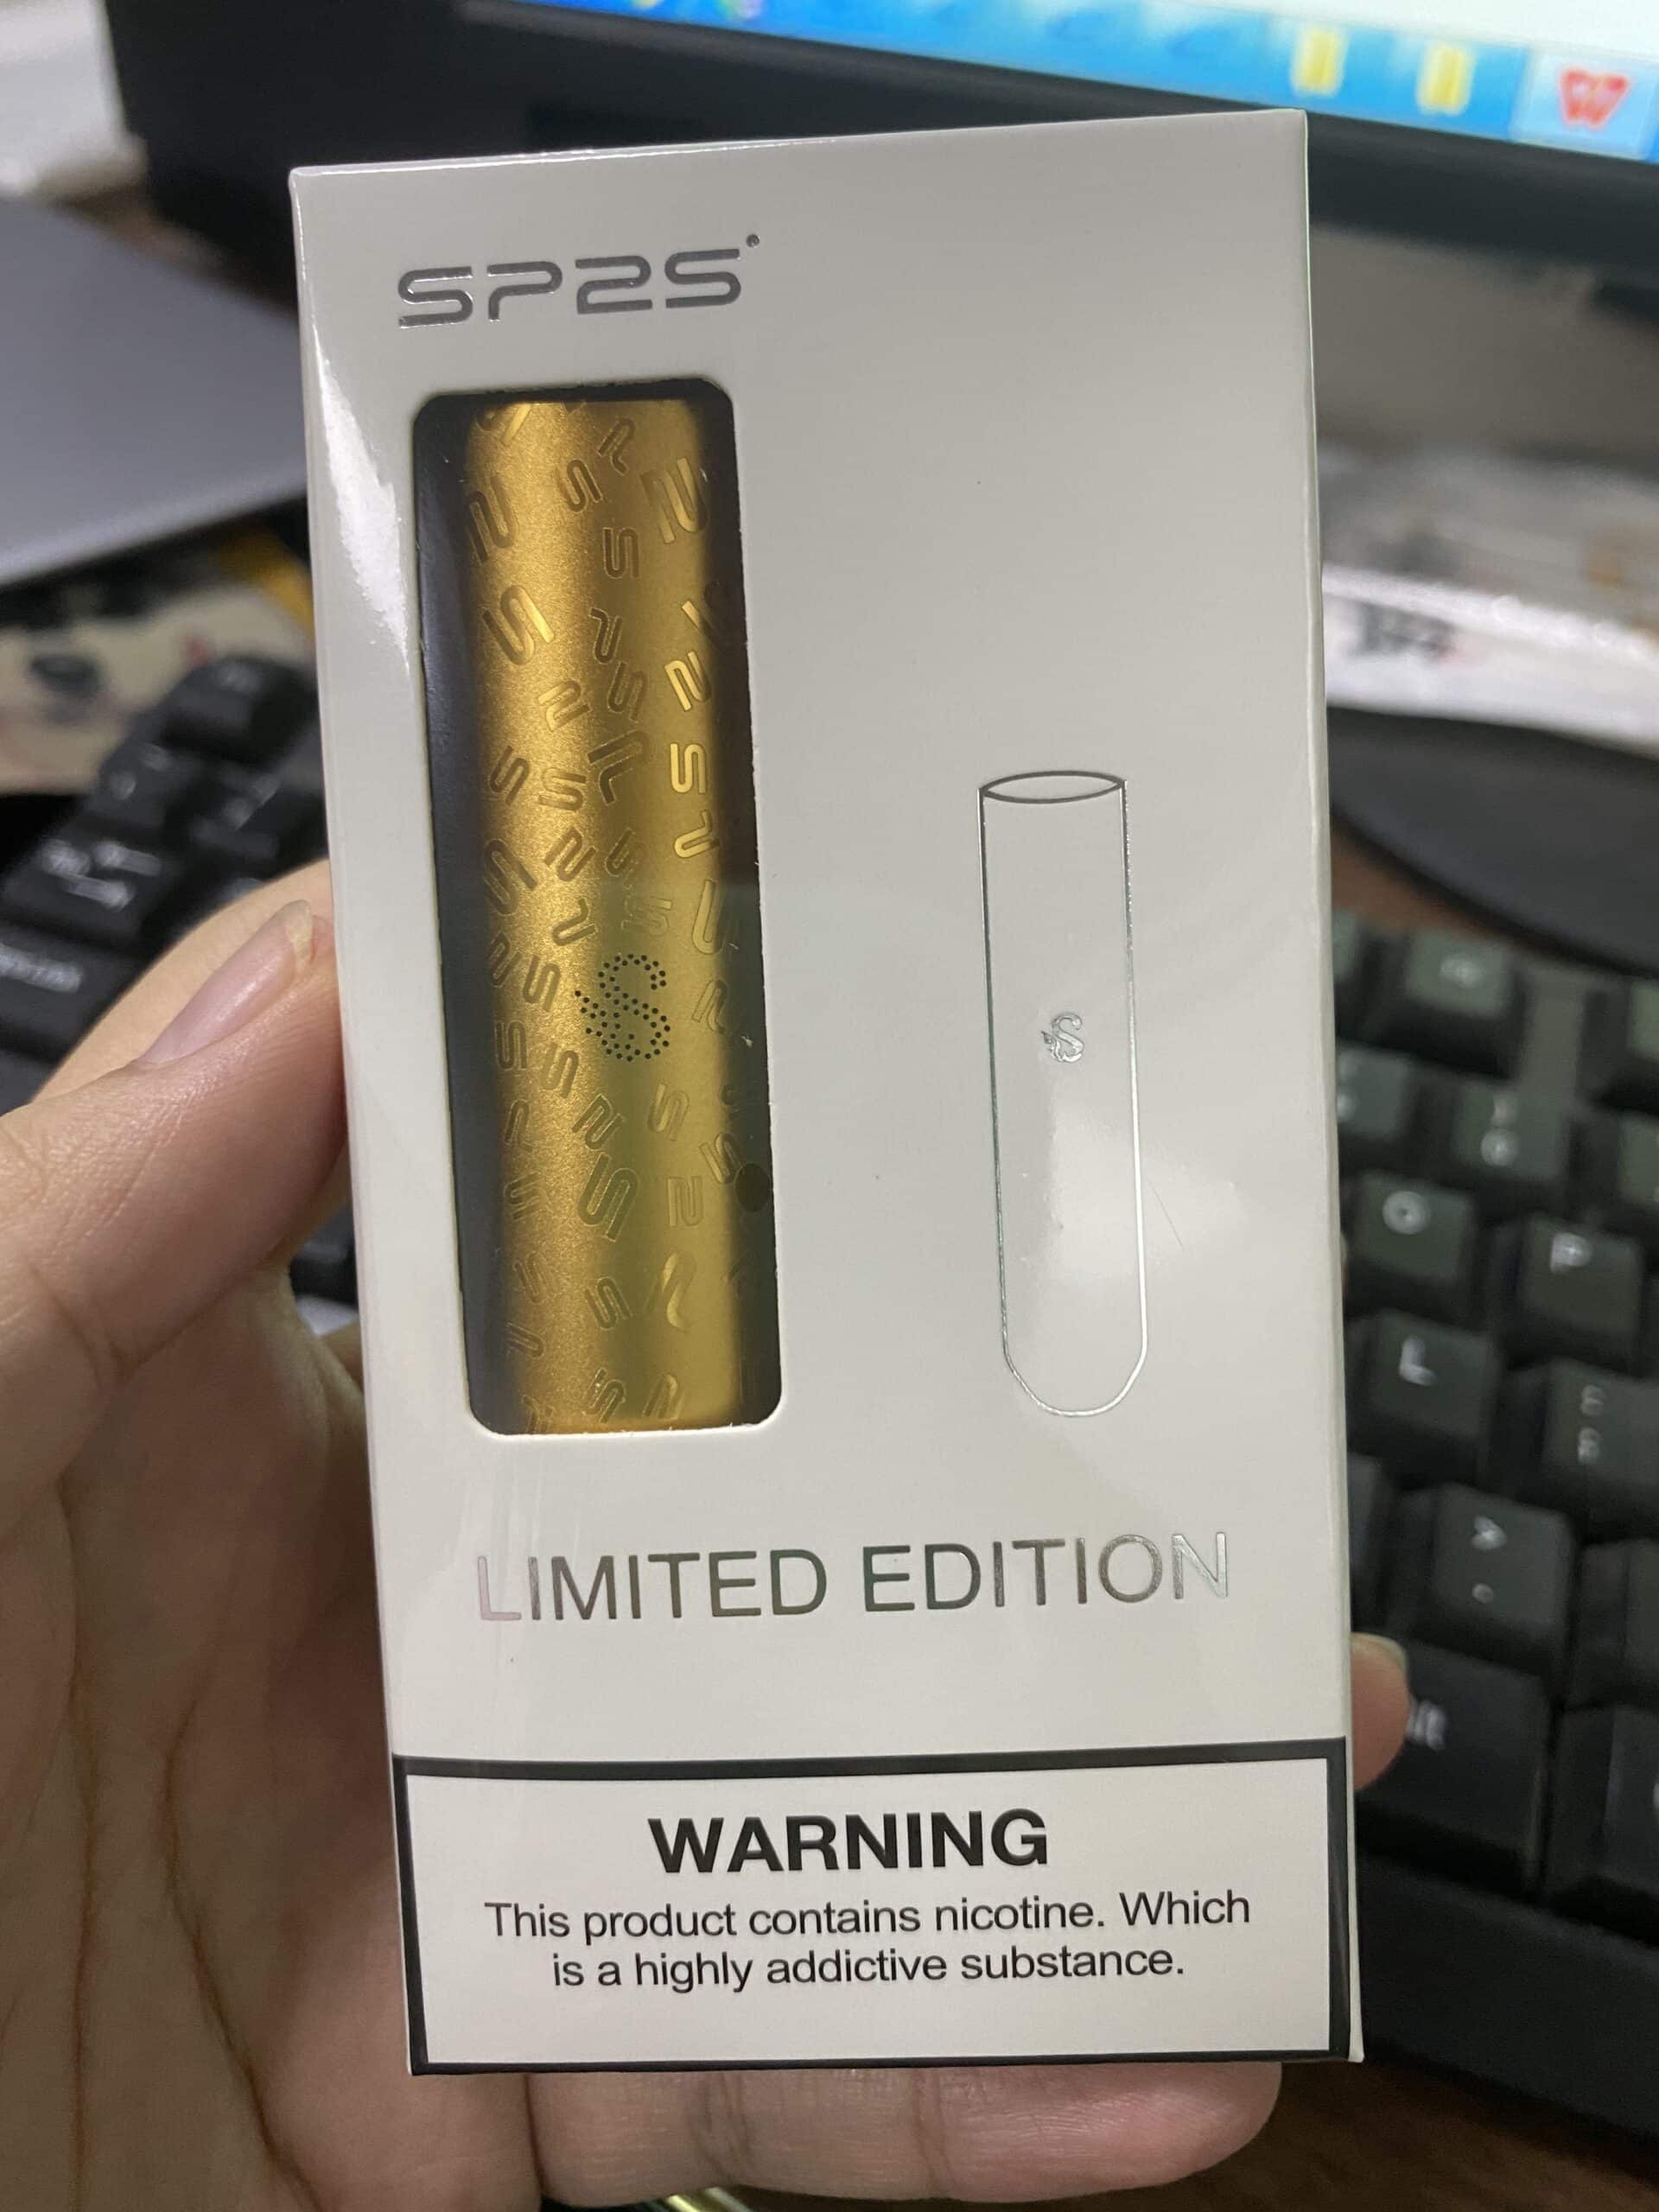 SP2S
S
S
LIMITED EDITION
WARNING
This product contains nicotine. Which
is a highly addictive substance.
O
P
L